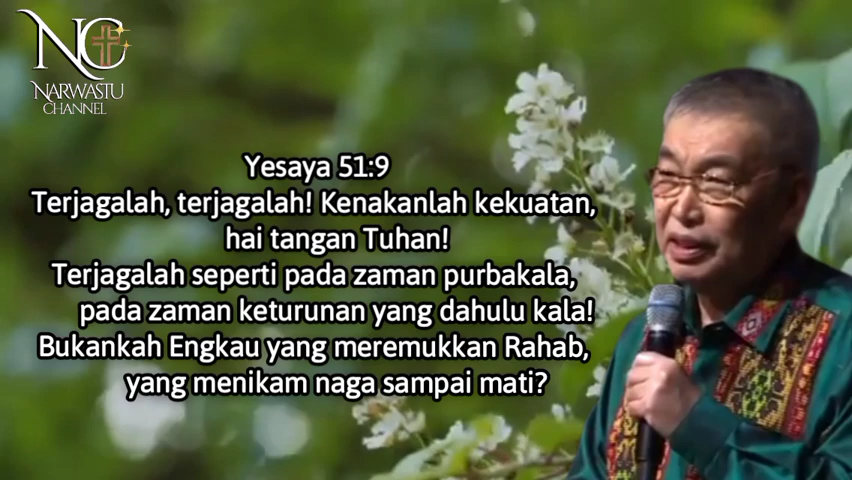 NC
NARWASTU
CHANNEL
Yesaya 51:9
Terjagalah, terjagalah! Kenakanlah kekuatan,
hai tangan Tuhan!
Terjagalah seperti pada zaman purbakala,
pada zaman keturunan yang dahulu kala!
Bukankah Engkau yang meremukkan Rahab,
yang menikam naga sampai mati?